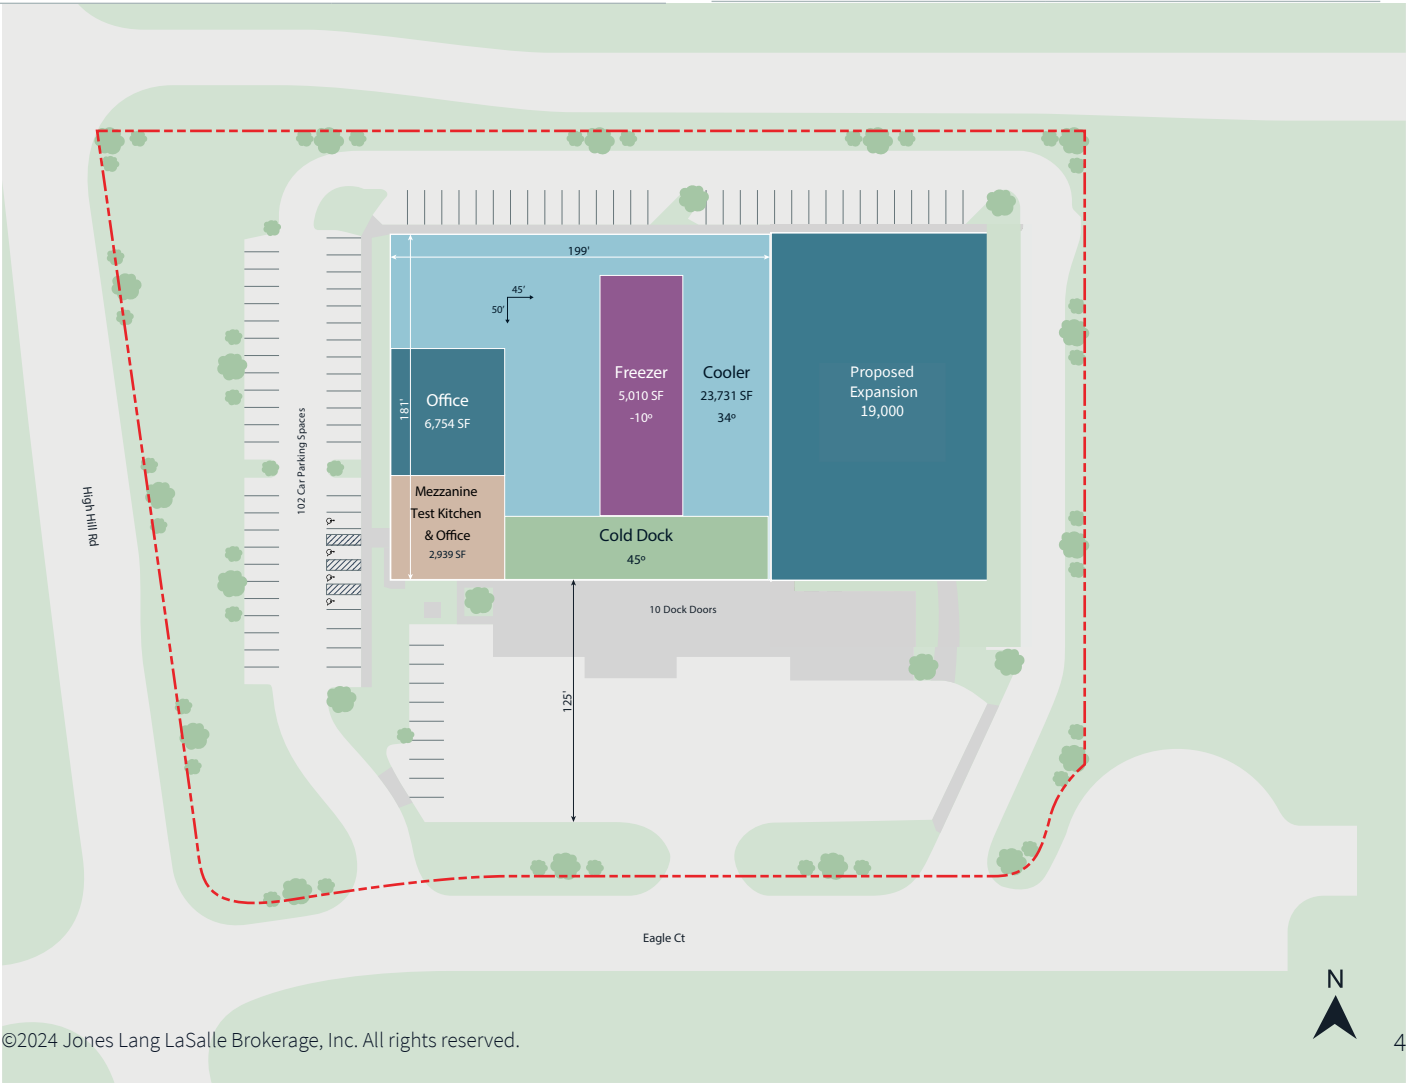 199'
45'
50'
181'
Office
6,754 SF
Freezer
5,010 SF
-10º
Cooler
23,731 SF
34º
Proposed
Expansion
19,000
Mezzanine
Test Kitchen
& Office
2,939 SF
Cold Dock
45º
102 Car Parking Spaces
High Hill Rd
10 Dock Doors
125'
Eagle Ct
N
©2024 Jones Lang LaSalle Brokerage, Inc. All rights reserved.
4